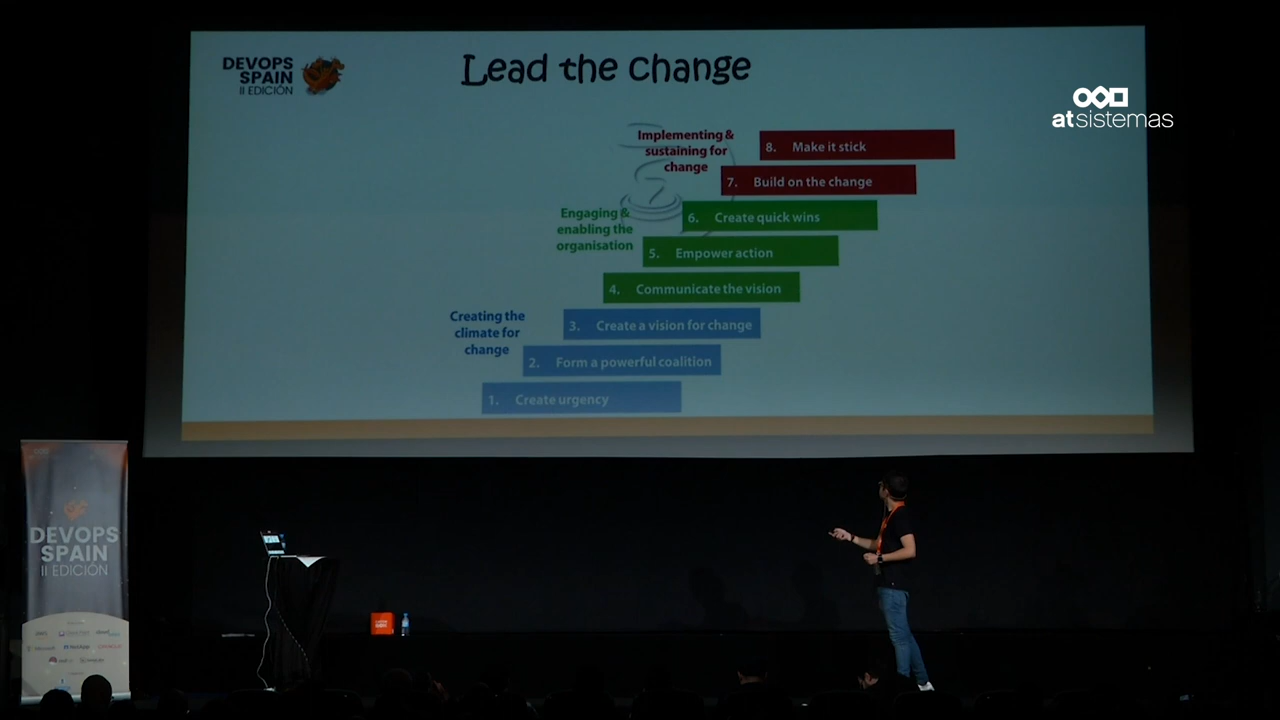 DEVOPS
SPAIN
II EDICIÓN
Lead the change
atsistemas
Implementing &
sustaining for
change
8. Make it stick
7. Build on the change
Engaging &
enabling the
organisation
6. Create quick wins
5. Empower action
4. Communicate the vision
Creating the
climate for
change
3. Create a vision for change
2. Form a powerful coalition
1. Create urgency
DEVOPS
SPAIN
II EDICIÓN